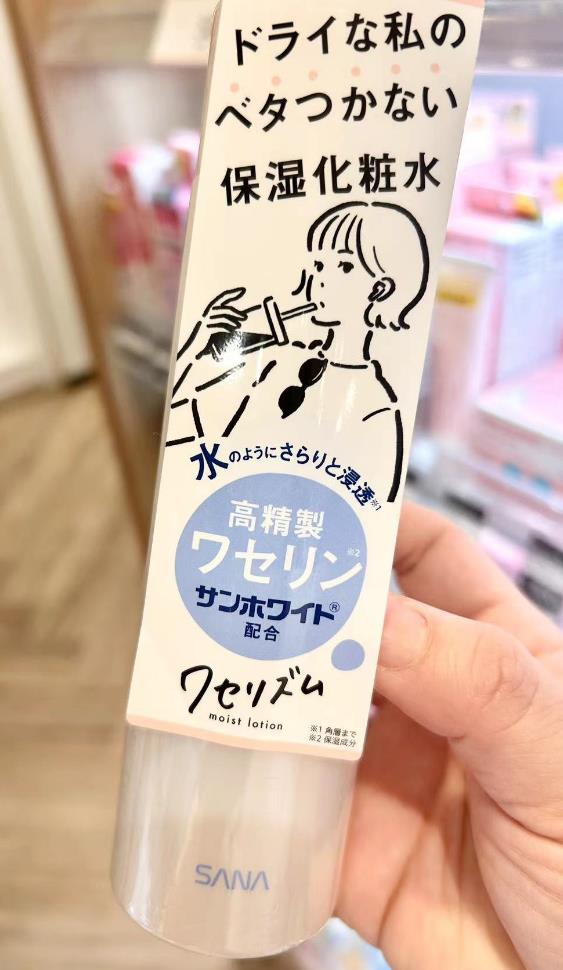 ドライな私の
ベタつかない
保湿化粧水
水のようにさらりと浸透※1
高精製
ワセリン※2
サンホワイト®
配合
ワセリズム
moist lotion
※1 角層まで
※2 保湿成分
SANA